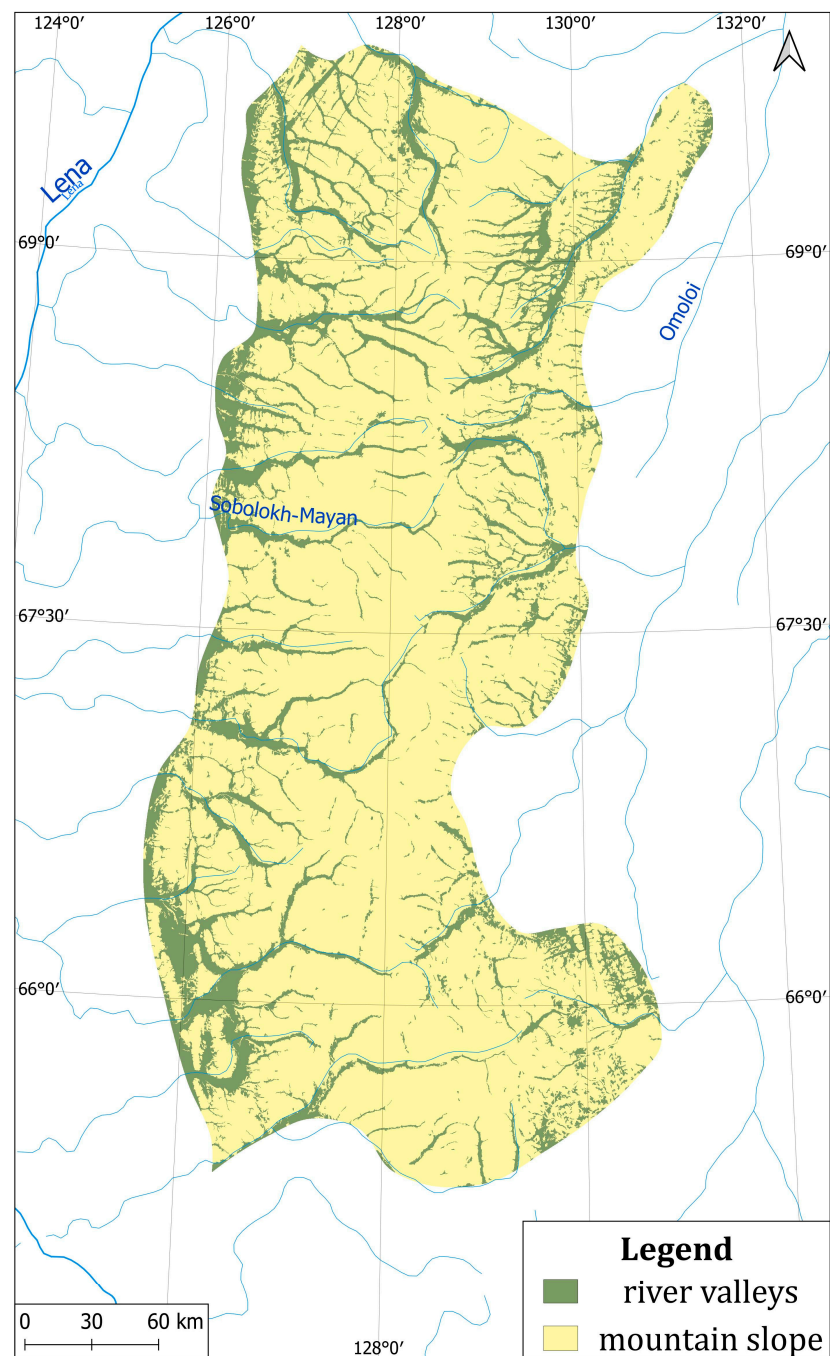 124°0′ 126°0′ 128°0′ 130°0′ 132°0′
Lena
Lena
69°0′ 69°0′
Omoloi
Sobolokh-Mayan
67°30′ 67°30′
66°0′ 66°0′
Legend
river valleys
mountain slope
0 30 60 km
128°0′